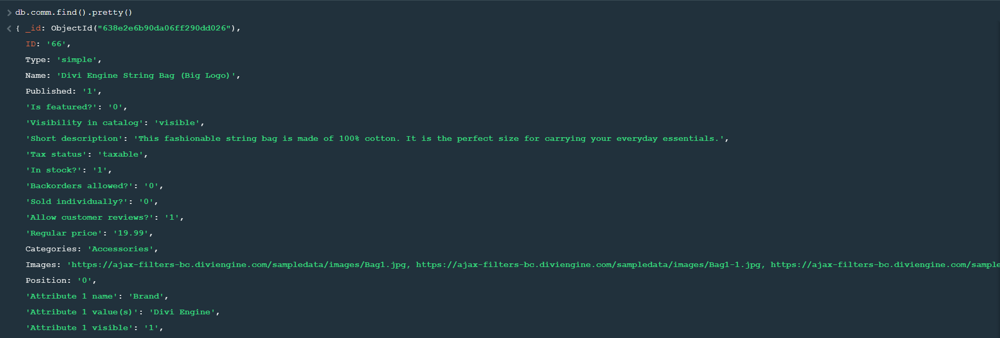 > db.comm.find().pretty()
< { _id: ObjectId("638e2e6b90da06ff290dd026"),
ID: '66',
Type: 'simple',
Name: 'Divi Engine String Bag (Big Logo)',
Published: '1',
'Is featured?': '0',
'Visibility in catalog': 'visible',
'Short description': 'This fashionable string bag is made of 100% cotton. It is the perfect size for carrying your everyday essentials.',
'Tax status': 'taxable',
'In stock?': '1',
'Backorders allowed?': '0',
'Sold individually?': '0',
'Allow customer reviews?': '1',
'Regular price': '19.99',
Categories: 'Accessories',
Images: 'https://ajax-filters-bc.diviengine.com/sampledata/images/Bag1.jpg, https://ajax-filters-bc.diviengine.com/sampledata/images/Bag1-1.jpg, https://ajax-filters-bc.diviengine.com/sample
Position: '0',
'Attribute 1 name': 'Brand',
'Attribute 1 value(s)': 'Divi Engine',
'Attribute 1 visible': '1',